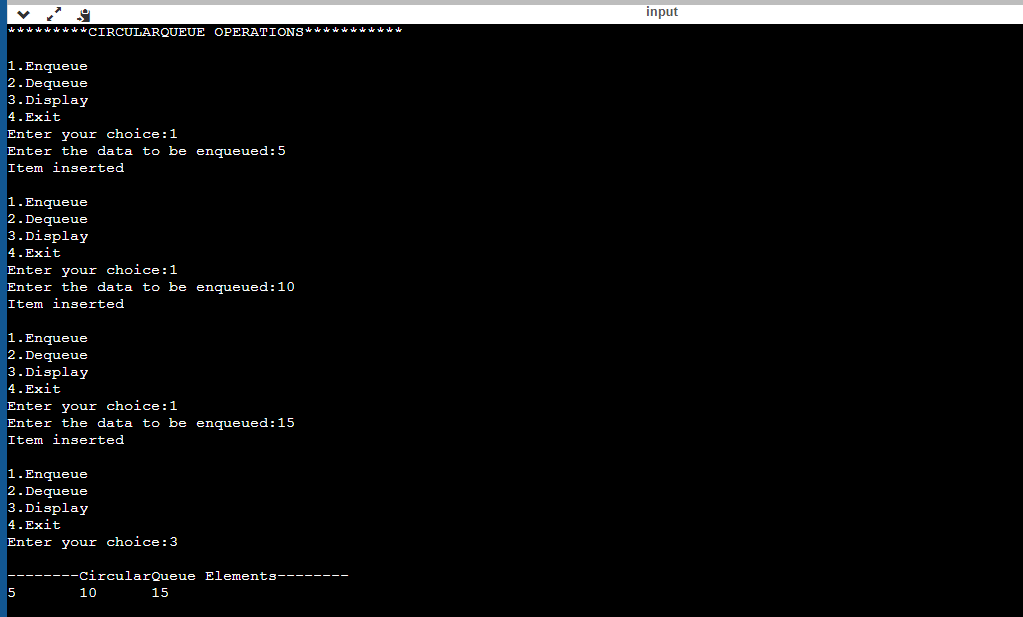 input
*********CIRCULARQUEUE OPERATIONS***********
1.Enqueue
2.Dequeue
3.Display
4.Exit
Enter your choice:1
Enter the data to be enqueued:5
Item inserted
1.Enqueue
2.Dequeue
3.Display
4.Exit
Enter your choice:1
Enter the data to be enqueued:10
Item inserted
1.Enqueue
2.Dequeue
3.Display
4.Exit
Enter your choice:1
Enter the data to be enqueued:15
Item inserted
1.Enqueue
2.Dequeue
3.Display
4.Exit
Enter your choice:3
--------CircularQueue Elements--------
5 10 15